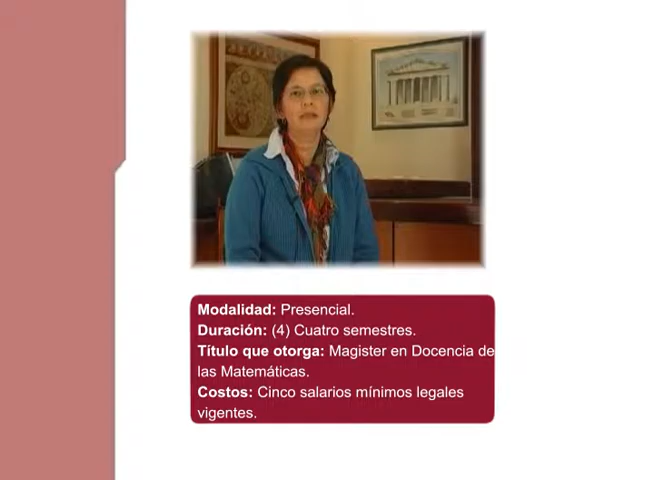 Modalidad: Presencial.
Duración: (4) Cuatro semestres.
Título que otorga: Magister en Docencia de
las Matemáticas.
Costos: Cinco salarios mínimos legales
vigentes.